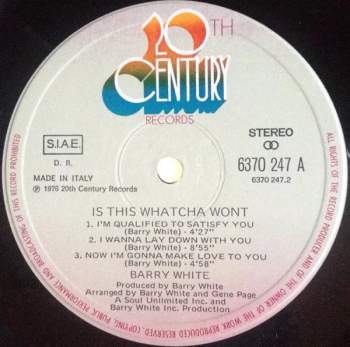 20TH
CENTURY
RECORDS
S.I.A.E.
D. R.
MADE IN ITALY
℗ 1976 20th Century Records
STEREO
6370 247 A
6370 247.2
IS THIS WHATCHA WONT
1. I'M QUALIFIED TO SATISFY YOU
(Barry White) - 4'27"
2. I WANNA LAY DOWN WITH YOU
(Barry White) - 8'55"
3. NOW I'M GONNA MAKE LOVE TO YOU
(Barry White) - 4'58"
BARRY WHITE
Produced by Barry White
Arranged by Barry White and Gene Page
A Soul Unlimited Inc. and
Barry White Inc. Production
ALL RIGHTS OF THE RECORD PRODUCER AND OF THE OWNER OF THE WORK REPRODUCED RESERVED. COPYING, PUBLIC PERFORMANCE AND BROADCASTING OF THIS RECORD PROHIBITED